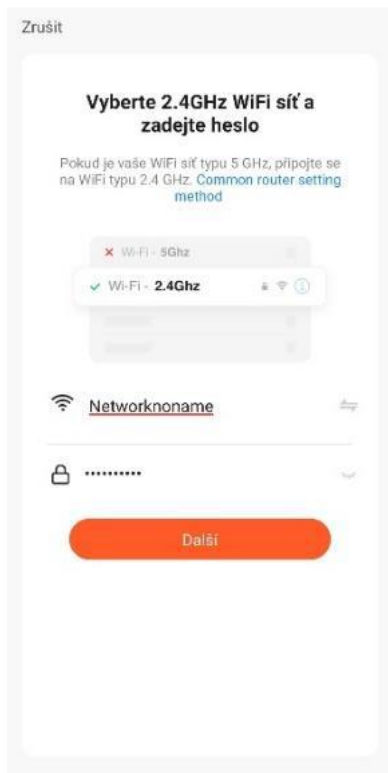 Zrušit
Vyberte 2.4GHz WiFi síť a
zadejte heslo
Pokud je vaše WiFi síť typu 5 GHz, připojte se
na WiFi typu 2.4 GHz. Common router setting
method
Wi-Fi - 5Ghz
Wi-Fi - 2.4Ghz
Networknoname
••••••••••
Další